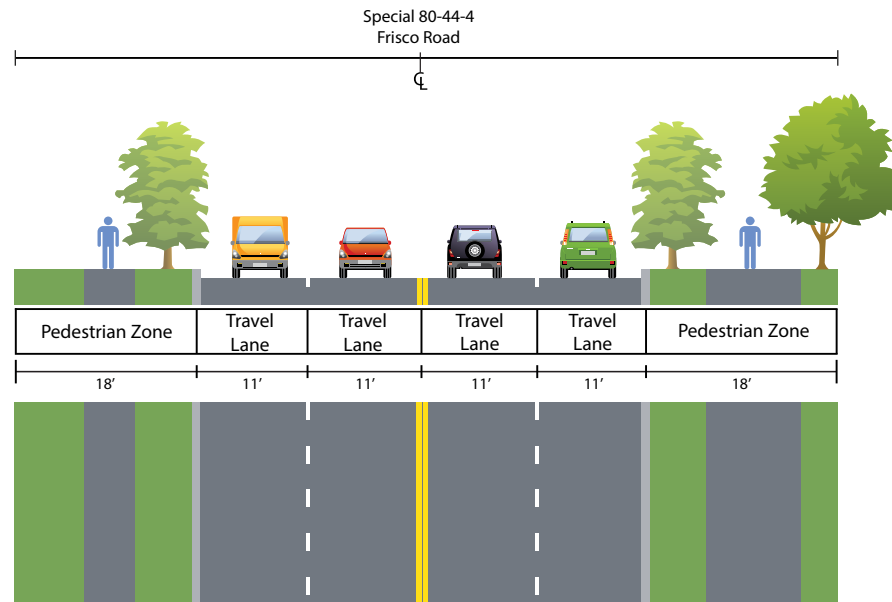 Special 80-44-4
Frisco Road
℄
Pedestrian Zone
Travel
Lane
Travel
Lane
Travel
Lane
Travel
Lane
Pedestrian Zone
18’
11’
11’
11’
11’
18’